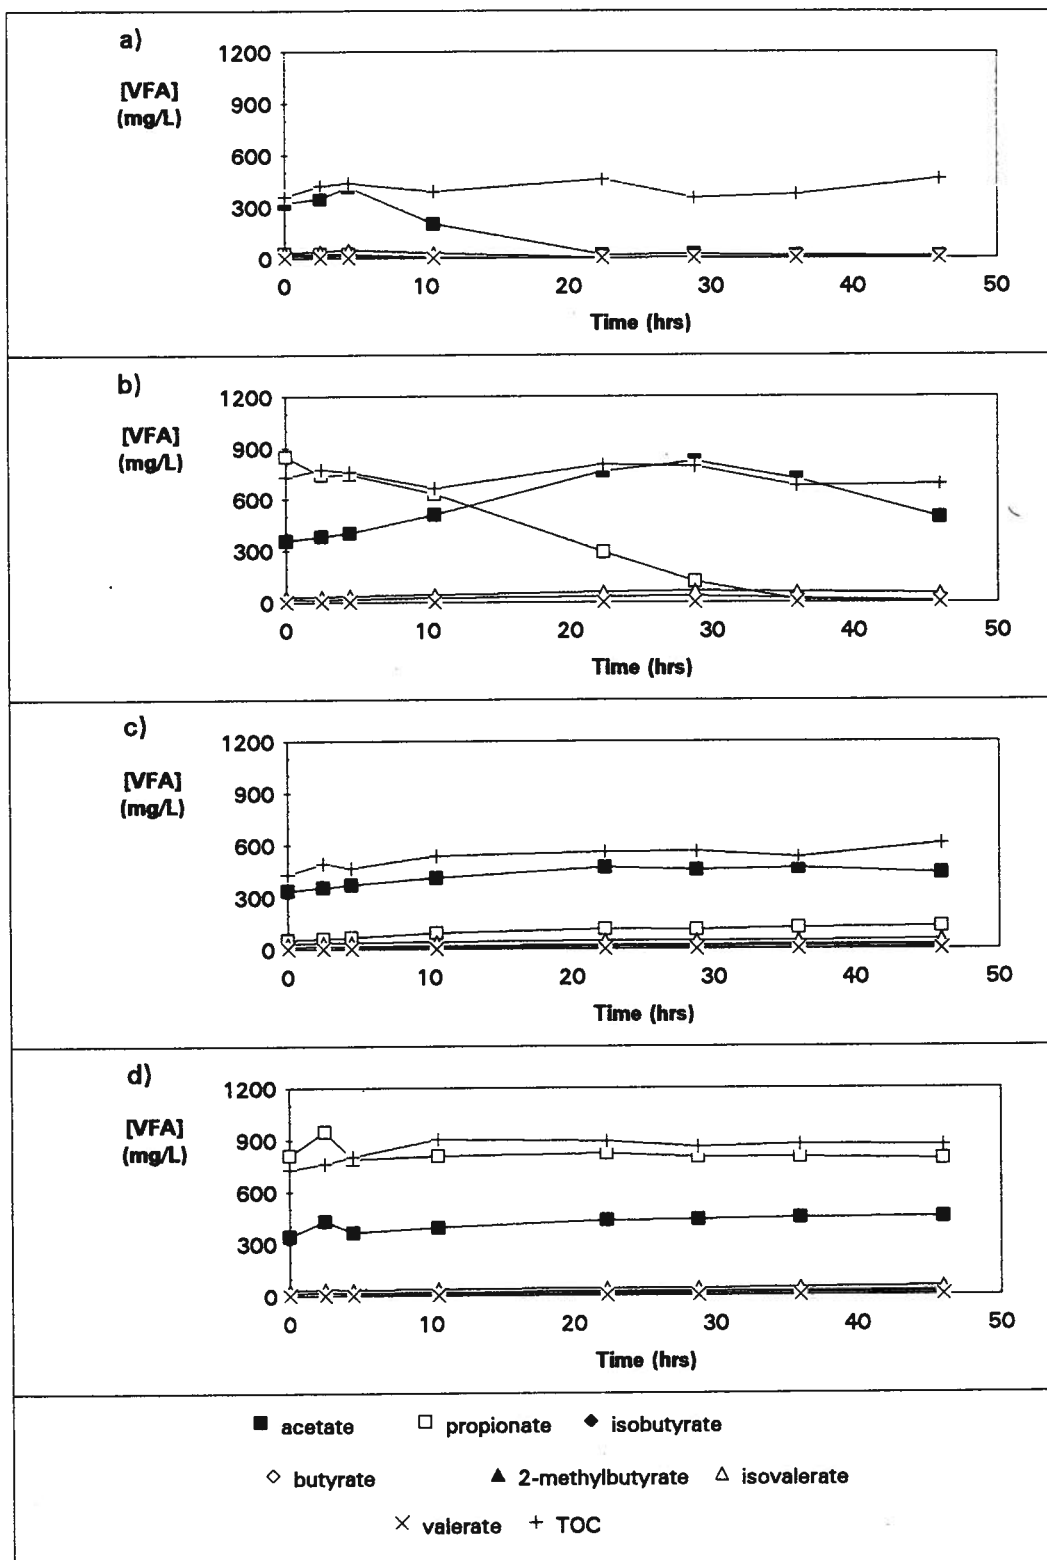 a)
[VFA]
(mg/L)
1200
900
600
300
0
0 10 20 30 40 50
Time (hrs)
b)
[VFA]
(mg/L)
1200
900
600
300
0
0 10 20 30 40 50
Time (hrs)
c)
[VFA]
(mg/L)
1200
900
600
300
0
0 10 20 30 40 50
Time (hrs)
d)
[VFA]
(mg/L)
1200
900
600
300
0
0 10 20 30 40 50
Time (hrs)
acetate propionate isobutyrate
butyrate 2-methylbutyrate isovalerate
valerate TOC